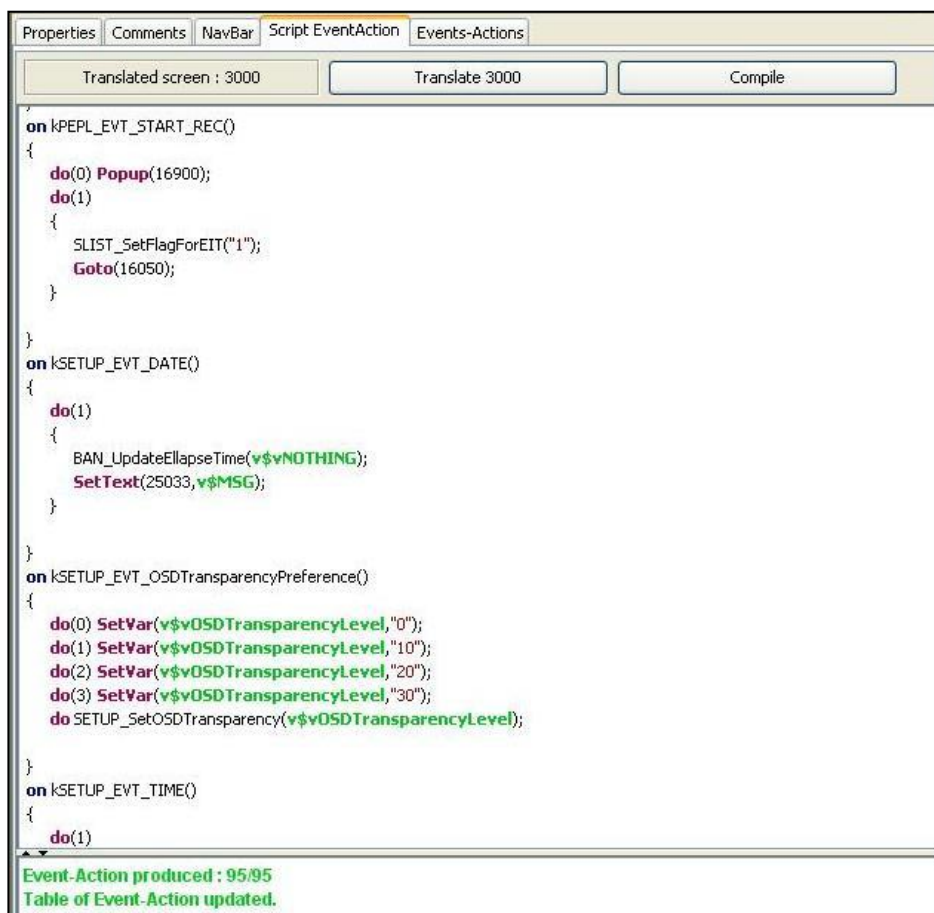 Properties Comments NavBar Script EventAction Events-Actions
Translated screen : 3000 Translate 3000 Compile
}
on kPEPL_EVT_START_REC()
{
do(0) Popup(16900);
do(1)
{
SLIST_SetFlagForEIT("1");
Goto(16050);
}
}
on kSETUP_EVT_DATE()
{
do(1)
{
BAN_UpdateEllapseTime(v$vNOTHING);
SetText(25033,v$MSG);
}
}
on kSETUP_EVT_OSDTransparencyPreference()
{
do(0) SetVar(v$vOSDTransparencyLevel,"0");
do(1) SetVar(v$vOSDTransparencyLevel,"10");
do(2) SetVar(v$vOSDTransparencyLevel,"20");
do(3) SetVar(v$vOSDTransparencyLevel,"30");
do SETUP_SetOSDTransparency(v$vOSDTransparencyLevel);
}
on kSETUP_EVT_TIME()
{
do(1)
Event-Action produced : 95/95
Table of Event-Action updated.